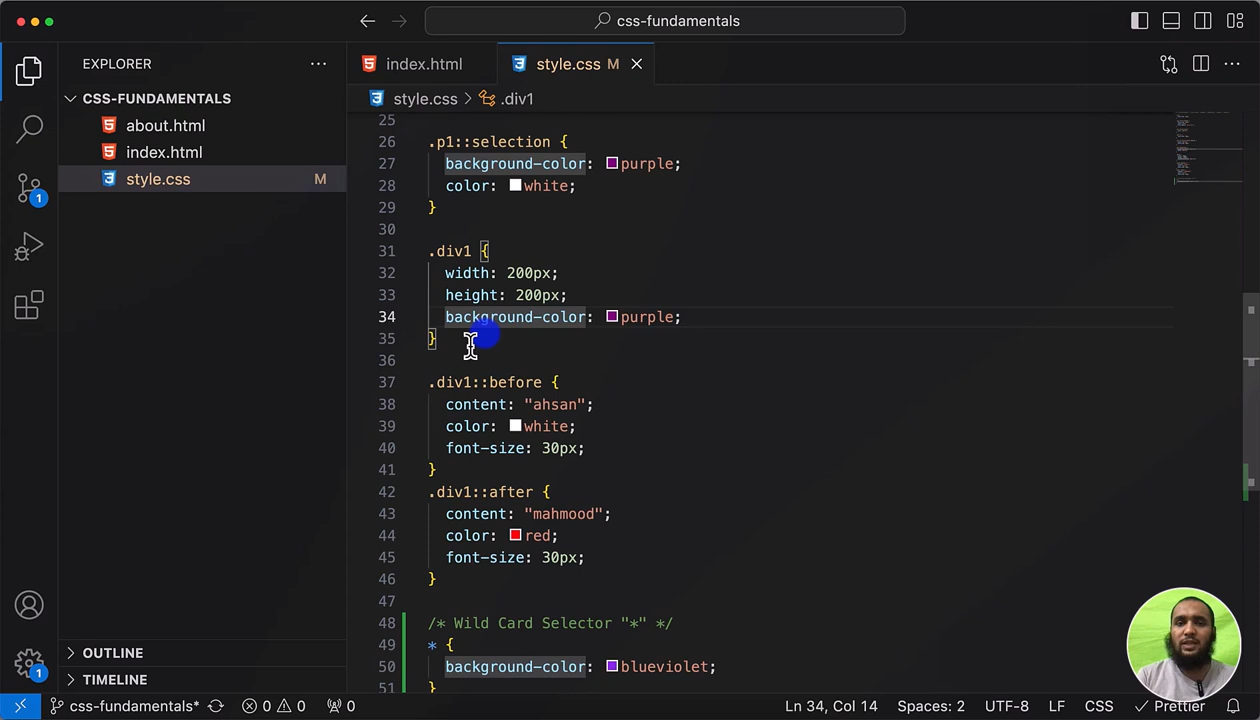 css-fundamentals
EXPLORER
index.html
style.css M
CSS-FUNDAMENTALS
style.css > .div1
about.html
index.html
style.css M
25
26 .p1::selection {
27 background-color: purple;
28 color: white;
29 }
30
31 .div1 {
32 width: 200px;
33 height: 200px;
34 background-color: purple;
35 }
36
37 .div1::before {
38 content: "ahsan";
39 color: white;
40 font-size: 30px;
41 }
42 .div1::after {
43 content: "mahmood";
44 color: red;
45 font-size: 30px;
46 }
47
48 /* Wild Card Selector "*" */
49 * {
50 background-color: blueviolet;
51 }
1
1
OUTLINE
TIMELINE
css-fundamentals* 0 0 0 Ln 34, Col 14 Spaces: 2 UTF-8 LF CSS Prettier